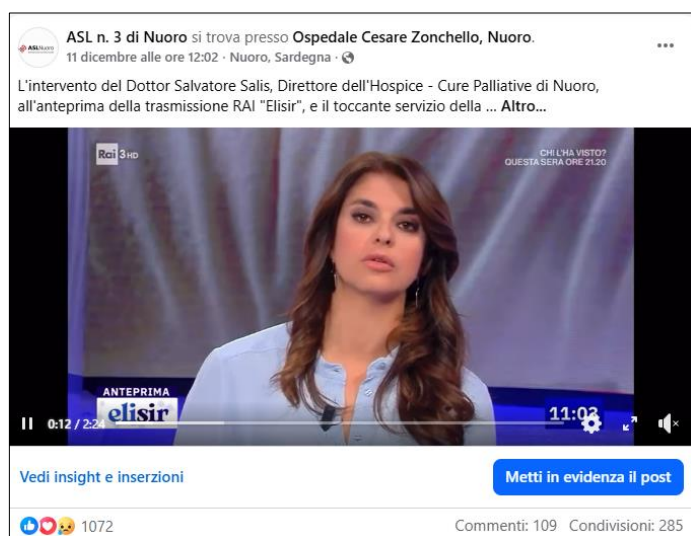 ASL Nuoro
ASL n. 3 di Nuoro si trova presso Ospedale Cesare Zonchello, Nuoro.
11 dicembre alle ore 12:02 · Nuoro, Sardegna ·
L'intervento del Dottor Salvatore Salis, Direttore dell'Hospice - Cure Palliative di Nuoro,
all'anteprima della trasmissione RAI "Elisir", e il toccante servizio della ... Altro...
Rai 3HD
CHI L'HA VISTO?
QUESTA SERA ORE 21.20
ANTEPRIMA
elisir
11:03
0:12 / 2:24
Vedi insight e inserzioni
Metti in evidenza il post
1072
Commenti: 109 Condivisioni: 285